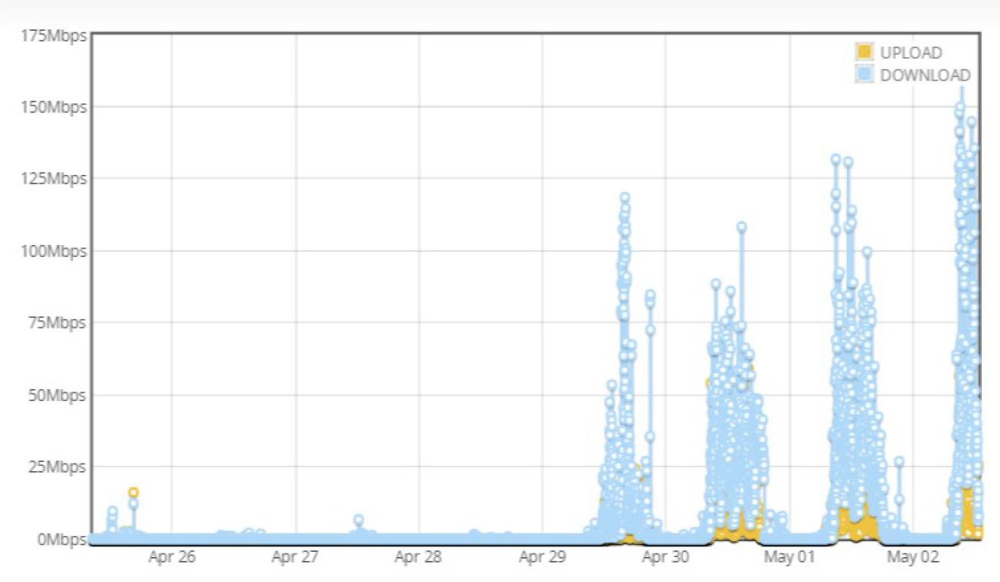 175Mbps
UPLOAD
DOWNLOAD
150Mbps
125Mbps
100Mbps
75Mbps
50Mbps
25Mbps
0Mbps
Apr 26 Apr 27 Apr 28 Apr 29 Apr 30 May 01 May 02